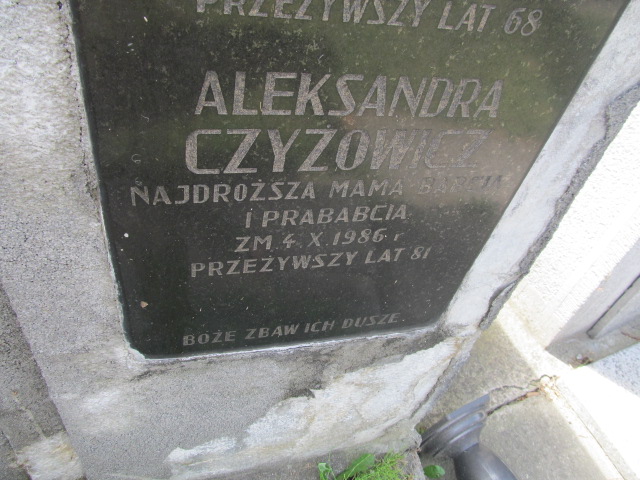 PRZEŻYWSZY LAT 68
ALEKSANDRA
CZYŻOWICZ
NAJDROŻSZA MAMA BABCIA
I PRABABCIA
ZM. 4. X. 1986 r
PRZEŻYWSZY LAT 81
BOŻE ZBAW ICH DUSZE.